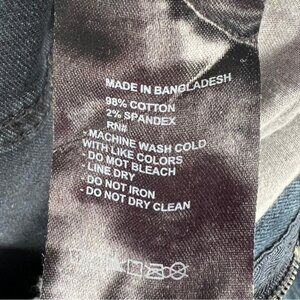 MADE IN BANGLADESH
98% COTTON
2% SPANDEX
RN#
- MACHINE WASH COLD
WITH LIKE COLORS
- DO NOT BLEACH
- LINE DRY
- DO NOT IRON
- DO NOT DRY CLEAN